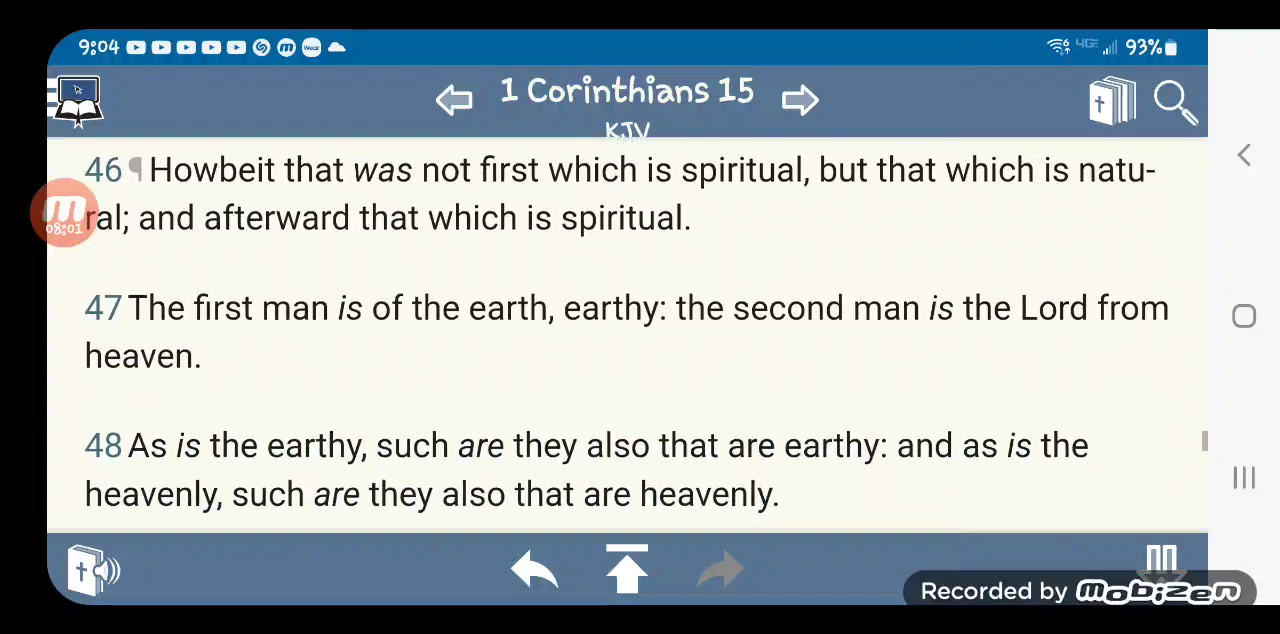 9:04 93%
1 Corinthians 15
KJV
46 ¶ Howbeit that was not first which is spiritual, but that which is natu-
ral; and afterward that which is spiritual.
08:01
47 The first man is of the earth, earthy: the second man is the Lord from
heaven.
48 As is the earthy, such are they also that are earthy: and as is the
heavenly, such are they also that are heavenly.
Recorded by mobizen